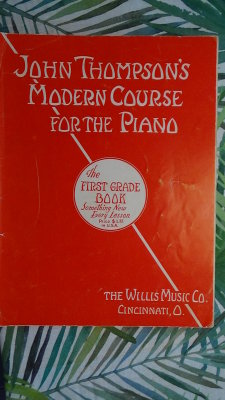 JOHN THOMPSON'S
MODERN COURSE
FOR THE PIANO
The
FIRST GRADE
BOOK
Something New
Every Lesson
THE WILLIS MUSIC CO.
CINCINNATI, O.